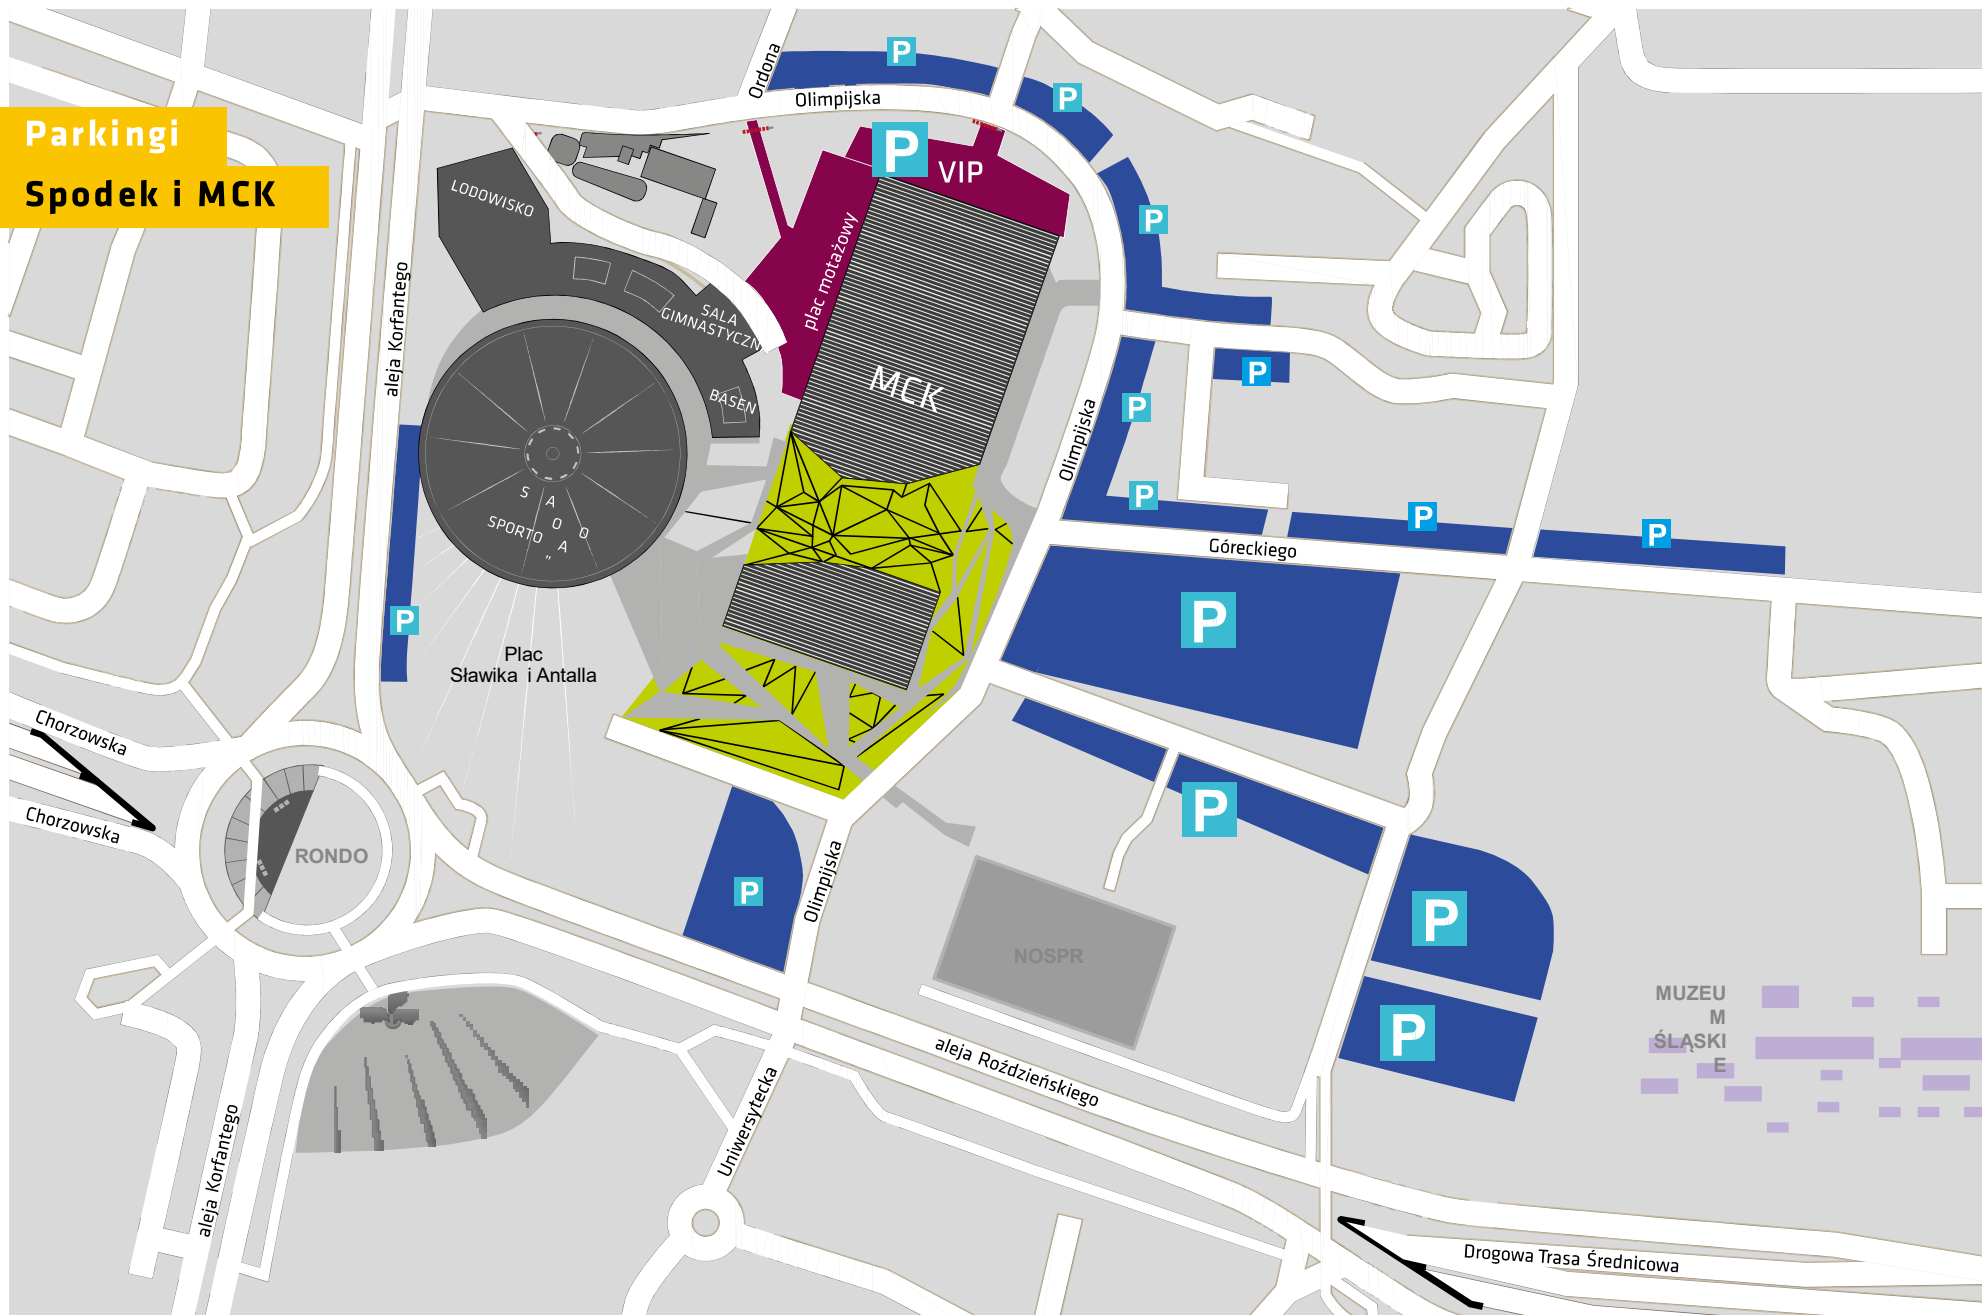 Parkingi
Spodek i MCK
Ordona
P
Olimpijska
P
P
VIP
plac motażowy
P
LODOWISKO
SALA
GIMNASTYCZN
BASEN
aleja Korfantego
MCK
P
P
Olimpijska
P
P
P
Góreckiego
S A
O O
SPORTO A
"
P
P
Plac
Sławika i Antalla
Chorzowska
Chorzowska
RONDO
P
P
Olimpijska
P
P
NOSPR
MUZEU
M
ŚLĄSKI
E
aleja Roździeńskiego
Uniwersytecka
aleja Korfantego
Drogowa Trasa Średnicowa